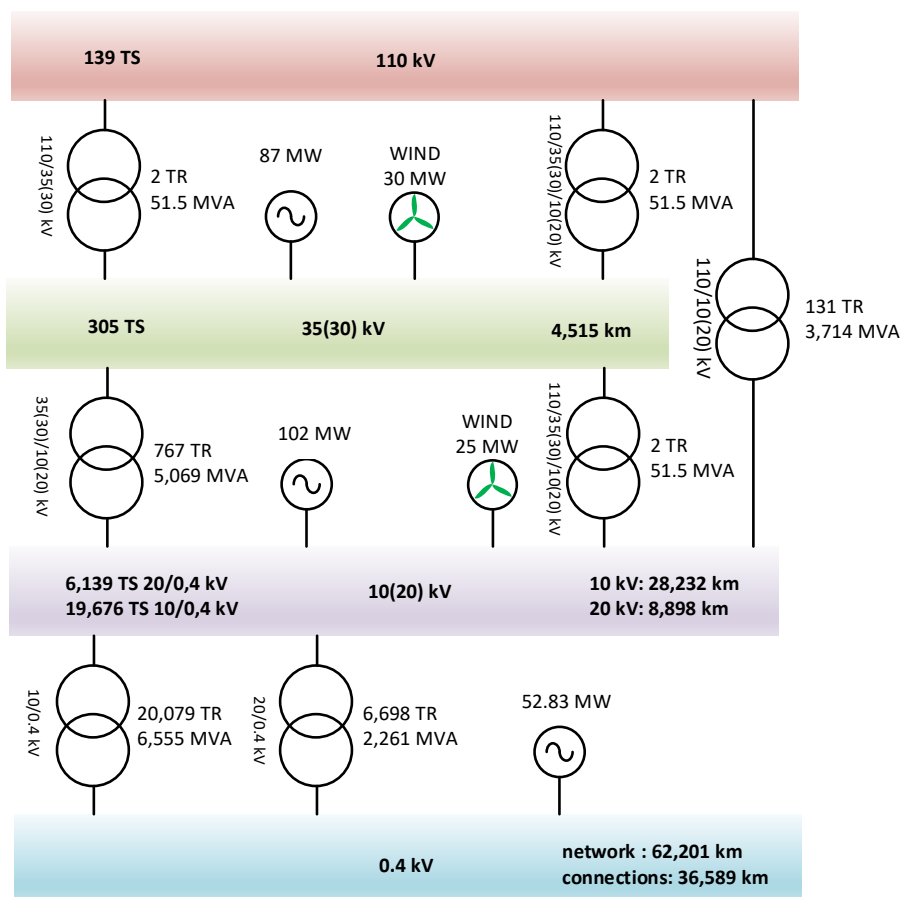 139 TS
110 kV
110/35(30) kV
2 TR
51.5 MVA
87 MW
WIND
30 MW
110/35(30)/10(20) kV
2 TR
51.5 MVA
110/10(20) kV
131 TR
3,714 MVA
305 TS
35(30) kV
4,515 km
35(30)/10(20) kV
767 TR
5,069 MVA
102 MW
WIND
25 MW
110/35(30)/10(20) kV
2 TR
51.5 MVA
6,139 TS 20/0,4 kV
19,676 TS 10/0,4 kV
10(20) kV
10 kV: 28,232 km
20 kV: 8,898 km
10/0.4 kV
20,079 TR
6,555 MVA
20/0.4 kV
6,698 TR
2,261 MVA
52.83 MW
0.4 kV
network : 62,201 km
connections: 36,589 km